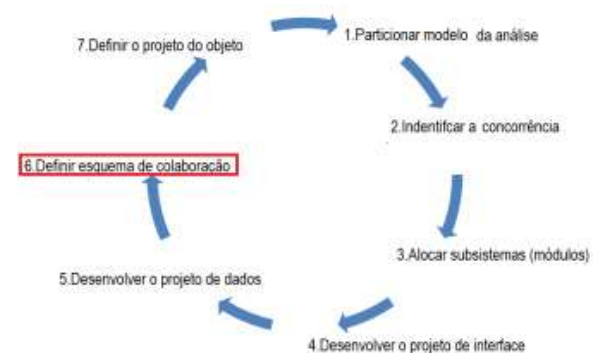 1.Particionar modelo da análise
2.Indentifcar a concorrência
3.Alocar subsistemas (módulos)
4.Desenvolver o projeto de interface
5.Desenvolver o projeto de dados
6.Definir esquema de colaboração
7.Definir o projeto do objeto